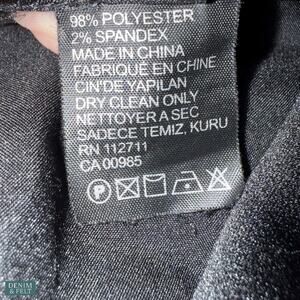 98% POLYESTER
2% SPANDEX
MADE IN CHINA
FABRIQUÉ EN CHINE
CIN'DE YAPILAN
DRY CLEAN ONLY
NETTOYER A SEC
SADECE TEMIZ, KURU
RN 112711
CA 00985
P
DENIM
& FELT